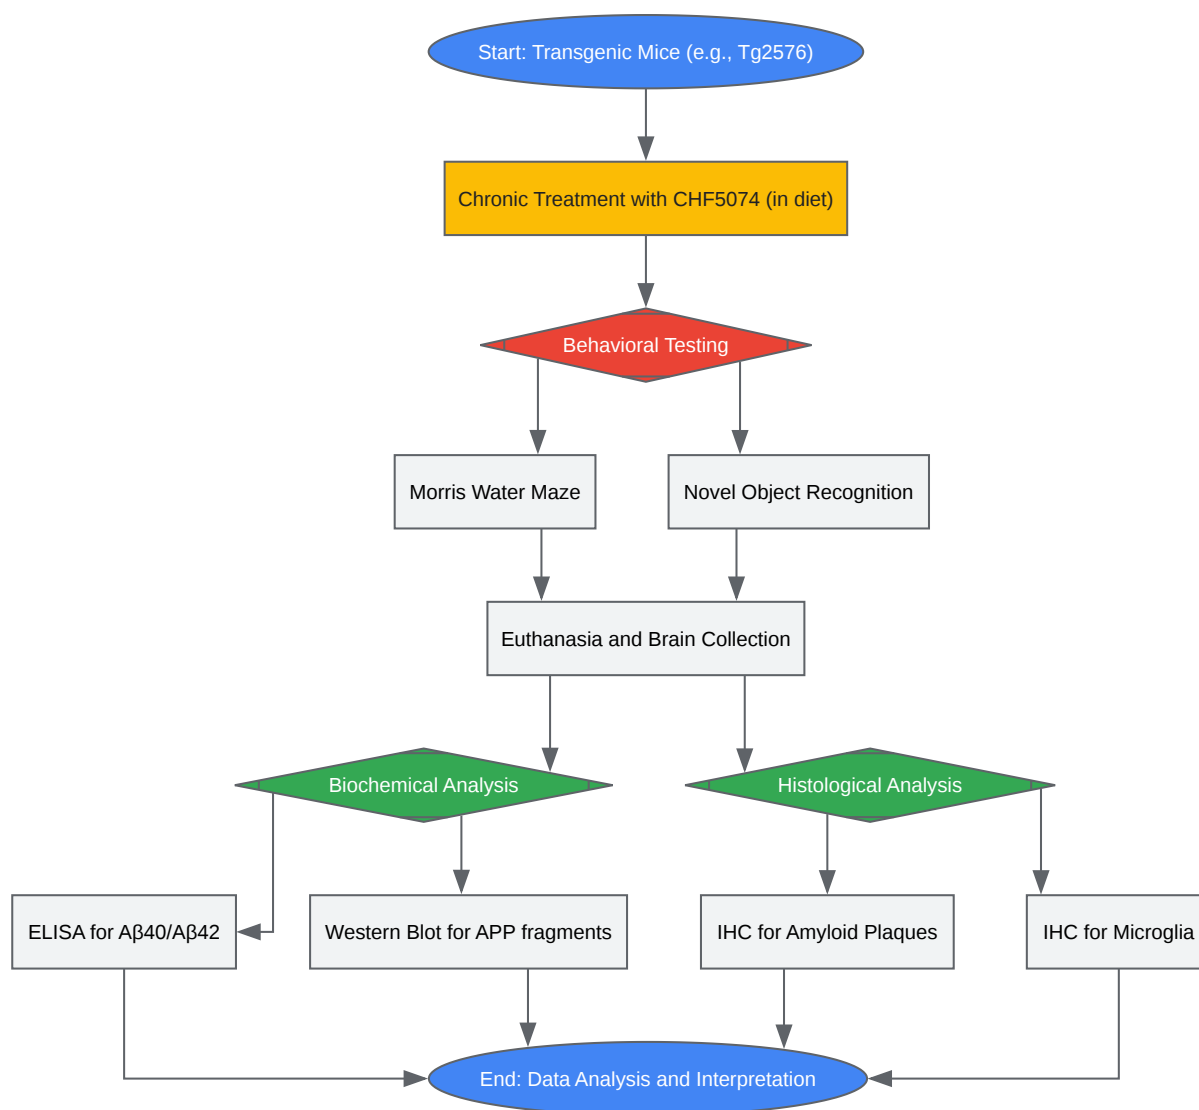 Start: Transgenic Mice (e.g., Tg2576)
Chronic Treatment with CHF5074 (in diet)
Behavioral Testing
Morris Water Maze
Novel Object Recognition
Euthanasia and Brain Collection
Biochemical Analysis
Histological Analysis
ELISA for Aβ40/Aβ42
Western Blot for APP fragments
IHC for Amyloid Plaques
IHC for Microglia
End: Data Analysis and Interpretation